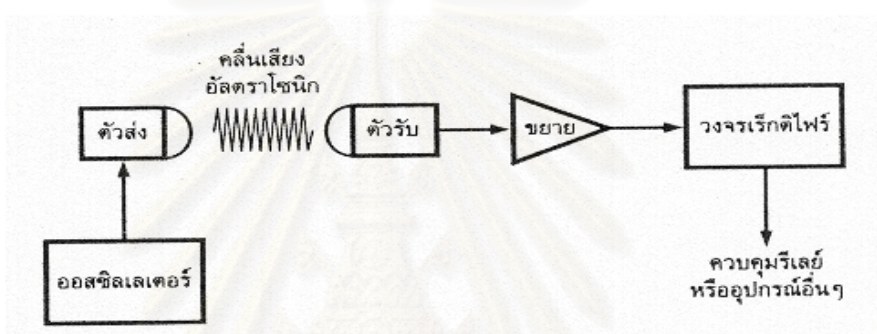 คลื่นเสียง
อัลตราโซนิก
ตัวส่ง
ตัวรับ
ขยาย
วงจรเร็กติไฟร์
ออสซิลเลเตอร์
ควบคุมรีเลย์
หรืออุปกรณ์อื่นๆ